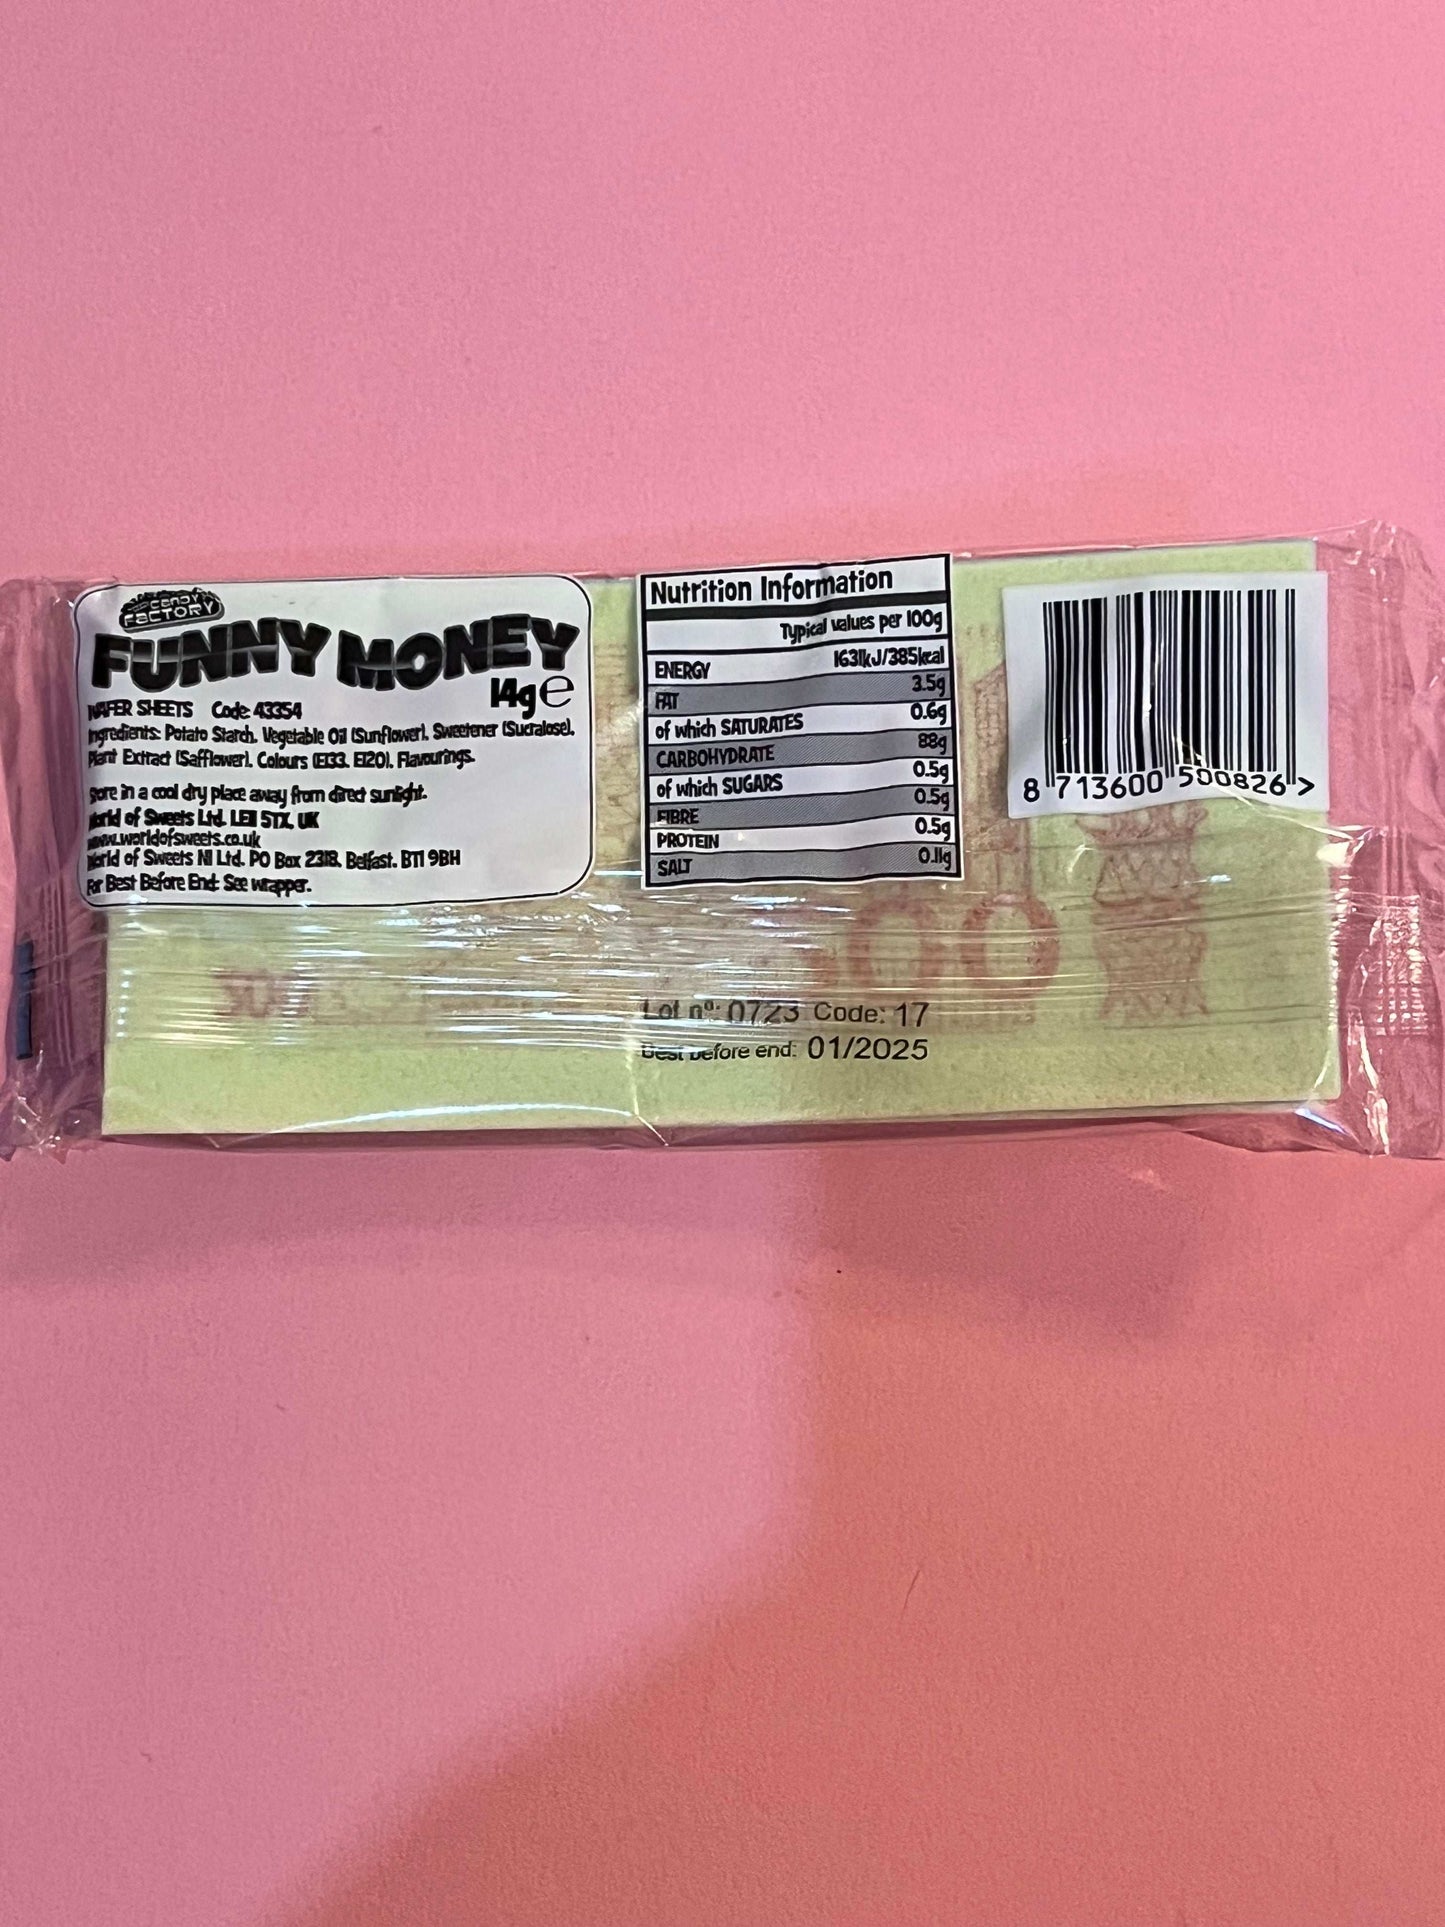 CANDY
FACTORY
FUNNY MONEY
14g e
WAFER SHEETS Code: 43354
Ingredients: Potato Starch, Vegetable Oil (Sunflower), Sweetener (Sucralose),
Plant Extract (Safflower), Colours (E133, E120), Flavourings.
Store in a cool dry place away from direct sunlight.
World of Sweets Ltd. LE11 5TX, UK
www.worldofsweets.co.uk
World of Sweets NI Ltd. PO Box 2318, Belfast. BT1 9BH
For Best Before End: See wrapper.
Nutrition Information
Typical values per 100g
ENERGY 1631kJ/385kcal
FAT 3.5g
of which SATURATES 0.6g
CARBOHYDRATE 88g
of which SUGARS 0.5g
FIBRE 0.5g
PROTEIN 0.5g
SALT 0.11g
8 713600 500826 >
Lot nº: 0723 Code: 17
Best before end: 01/2025